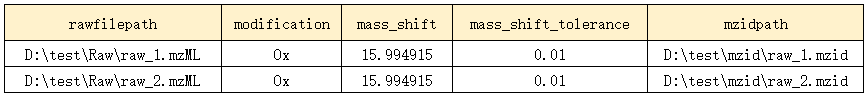 rawfilepath modification mass_shift mass_shift_tolerance mzidpath
D:\test\Raw\raw_1.mzML Ox 15.994915 0.01 D:\test\mzid\raw_1.mzid
D:\test\Raw\raw_2.mzML Ox 15.994915 0.01 D:\test\mzid\raw_2.mzid